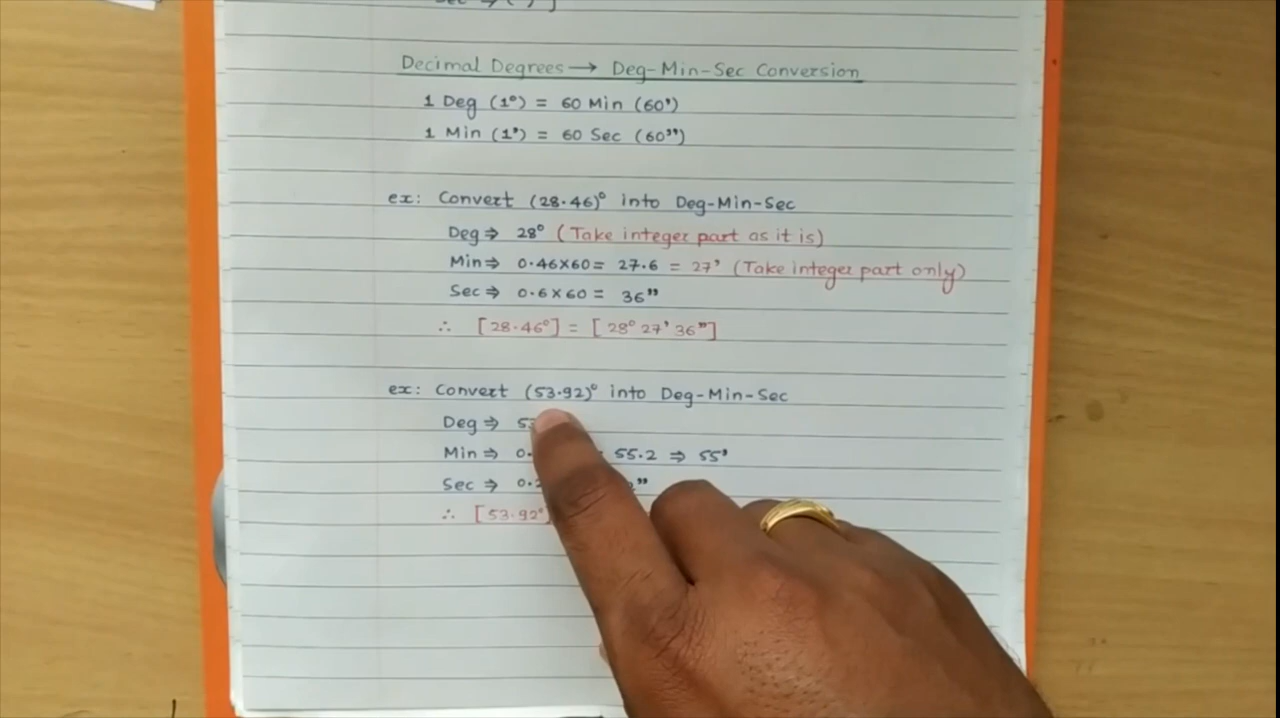 Decimal Degrees → Deg-Min-Sec Conversion
1 Deg (1°) = 60 Min (60')
1 Min (1') = 60 Sec (60")
ex: Convert (28.46)° into Deg-Min-Sec
Deg ⇒ 28° (Take integer part as it is)
Min ⇒ 0.46×60 = 27.6 = 27' (Take integer part only)
Sec ⇒ 0.6×60 = 36"
∴ [28.46°] = [28° 27' 36"]
ex: Convert (53.92)° into Deg-Min-Sec
Deg ⇒
Min ⇒ 55.2 ⇒ 55'
Sec ⇒
∴ [53.92°]